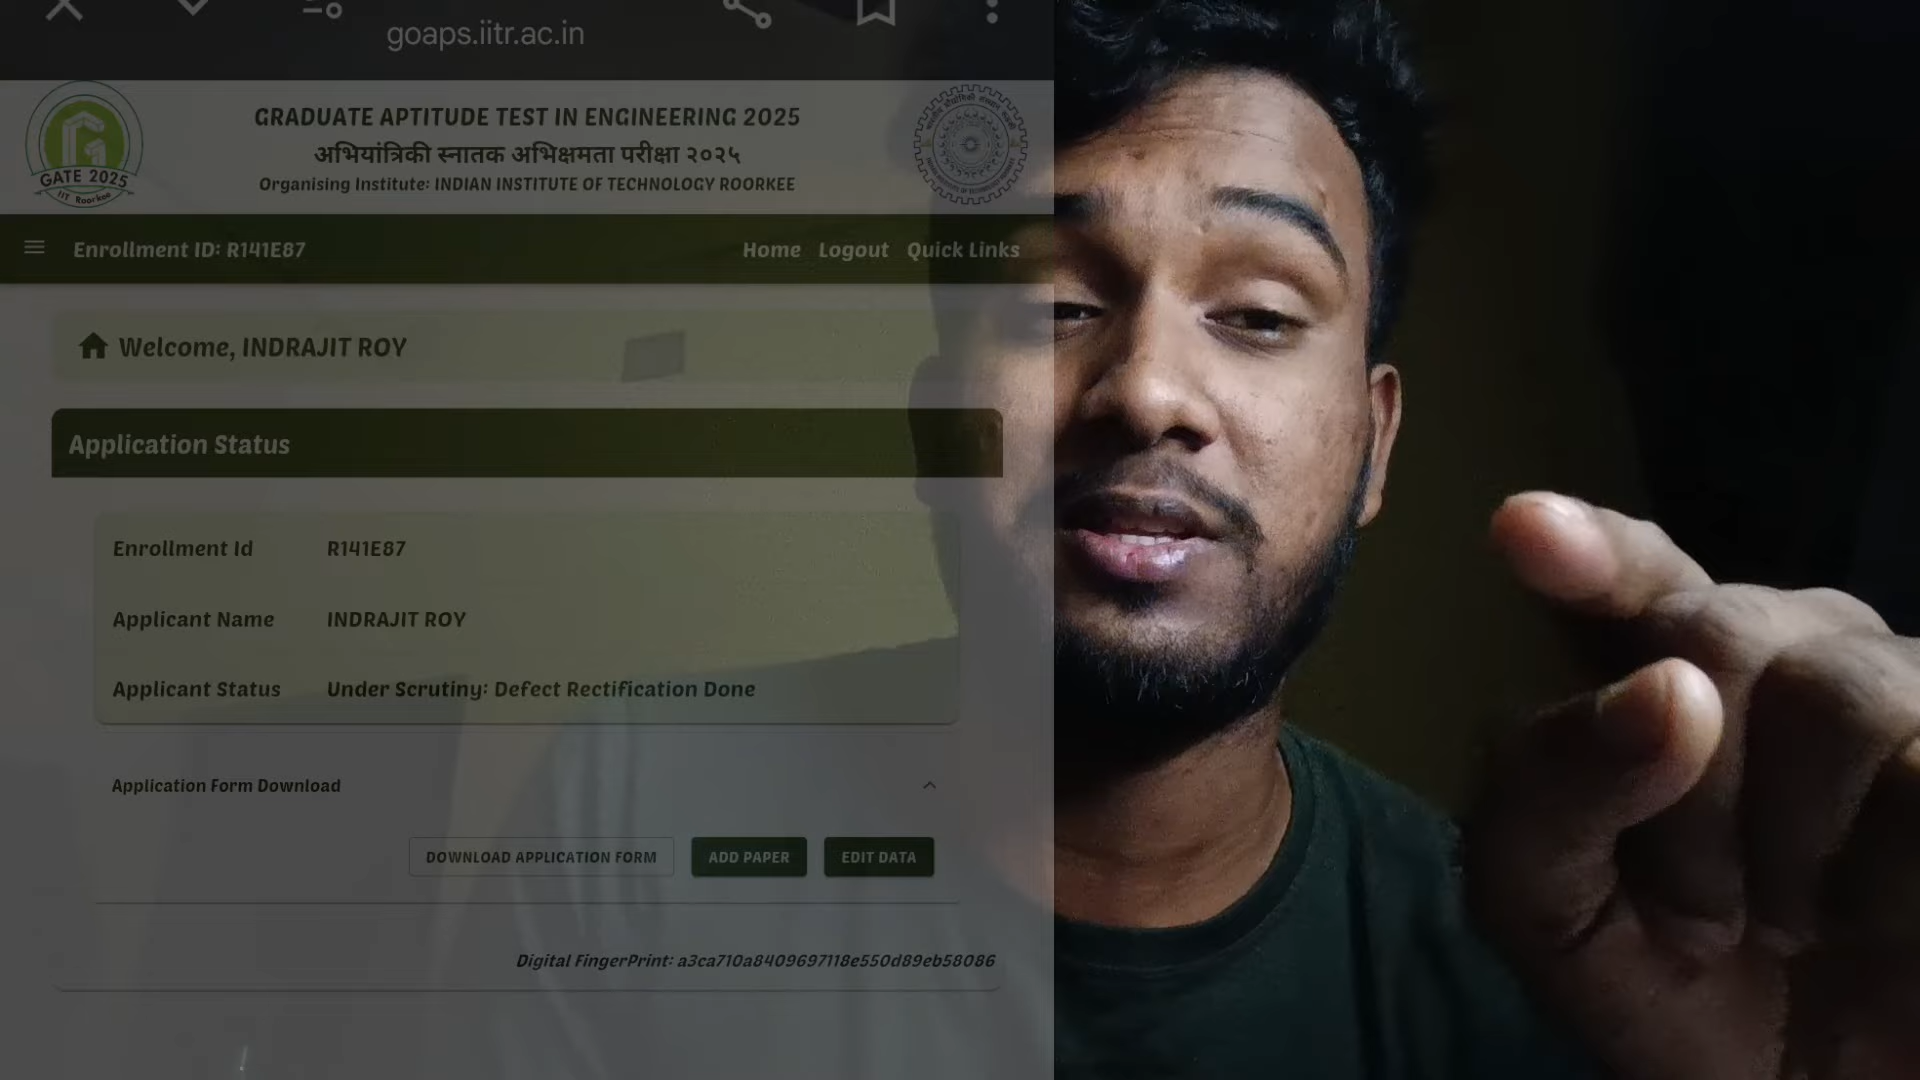 goaps.iitr.ac.in
GRADUATE APTITUDE TEST IN ENGINEERING 2025
अभियांत्रिकी स्नातक अभिक्षमता परीक्षा २०२५
Organising Institute: INDIAN INSTITUTE OF TECHNOLOGY ROORKEE
GATE 2025
IIT Roorkee
Enrollment ID: R141E87
Home Logout Quick Links
Welcome, INDRAJIT ROY
Application Status
Enrollment Id R141E87
Applicant Name INDRAJIT ROY
Applicant Status Under Scrutiny: Defect Rectification Done
Application Form Download
DOWNLOAD APPLICATION FORM ADD PAPER EDIT DATA
Digital FingerPrint: a3ca710a8409697118e550d89eb58086